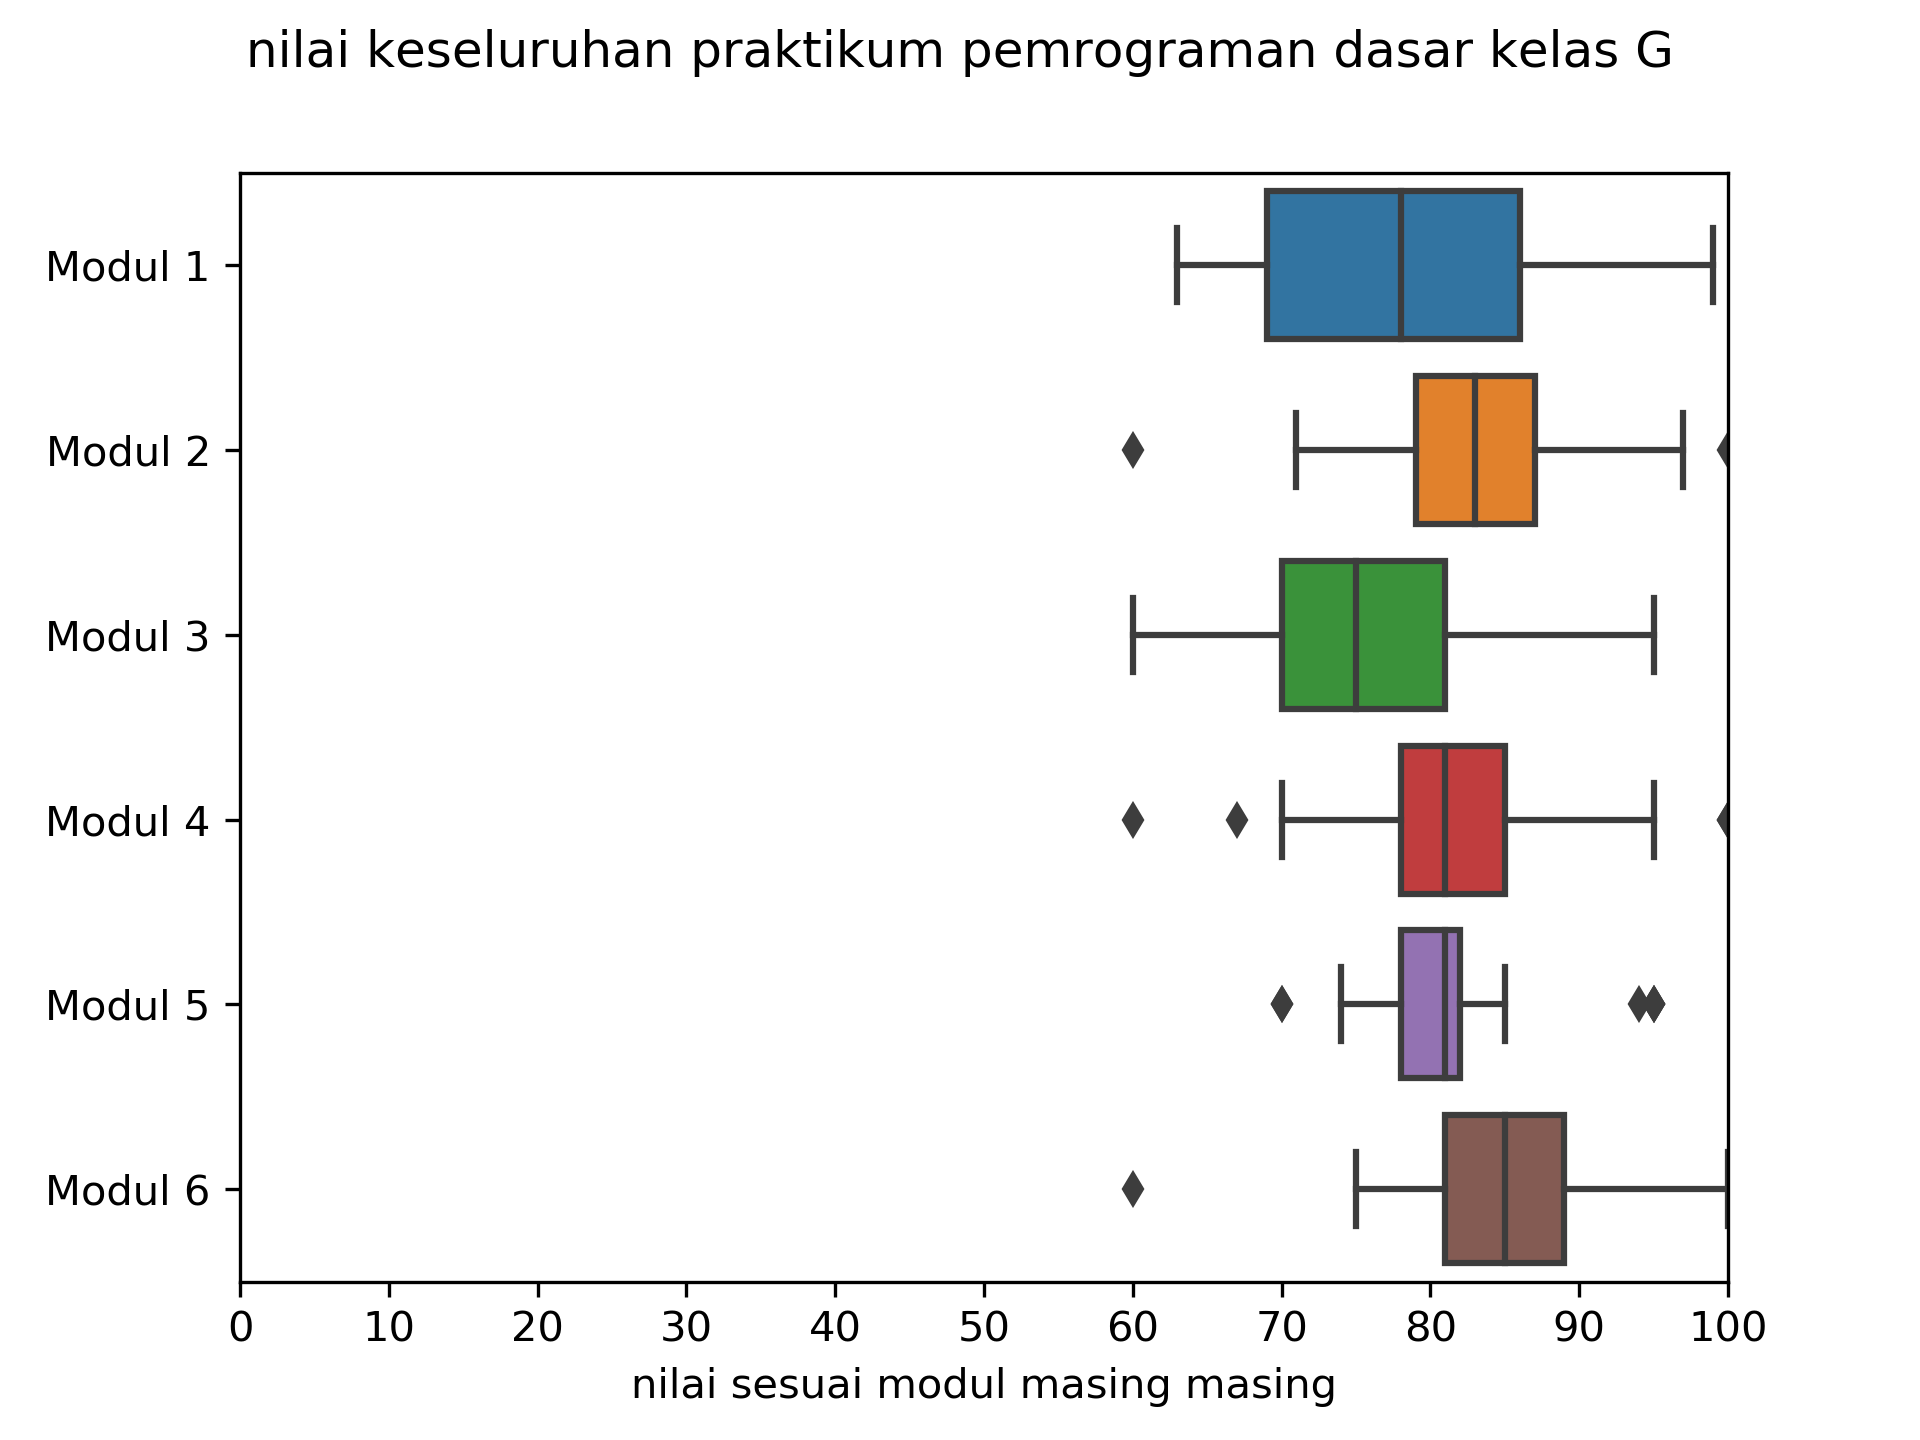 nilai keseluruhan praktikum pemrograman dasar kelas G
Modul 1
Modul 2
Modul 3
Modul 4
Modul 5
Modul 6
0 10 20 30 40 50 60 70 80 90 100
nilai sesuai modul masing masing